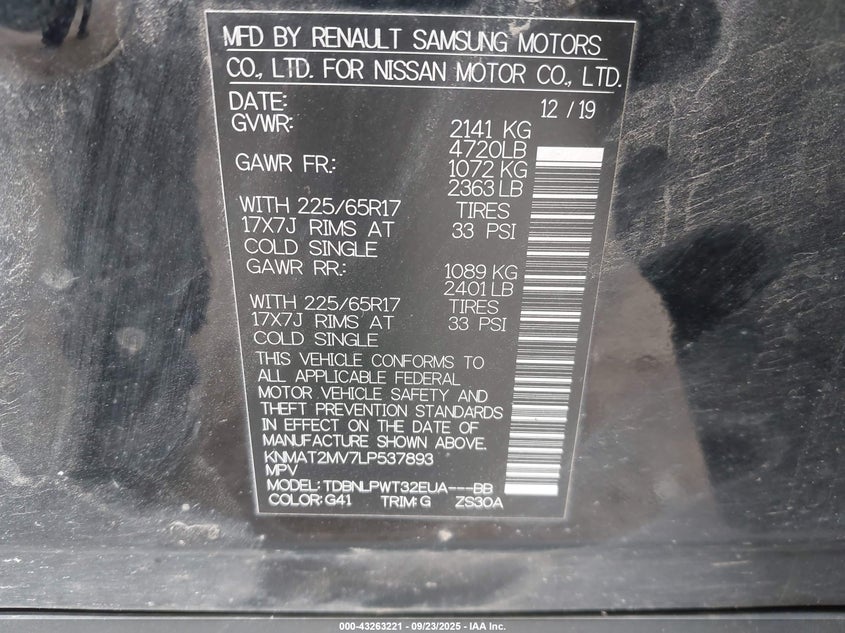 MFD BY RENAULT SAMSUNG MOTORS
CO., LTD. FOR NISSAN MOTOR CO., LTD.
DATE: 12 / 19
GVWR: 2141 KG
4720LB
GAWR FR.: 1072 KG
2363 LB
WITH 225/65R17 TIRES
17X7J RIMS AT 33 PSI
COLD SINGLE
GAWR RR.: 1089 KG
2401 LB
WITH 225/65R17 TIRES
17X7J RIMS AT 33 PSI
COLD SINGLE
THIS VEHICLE CONFORMS TO
ALL APPLICABLE FEDERAL
MOTOR VEHICLE SAFETY AND
THEFT PREVENTION STANDARDS
IN EFFECT ON THE DATE OF
MANUFACTURE SHOWN ABOVE.
KNMAT2MV7LP537893
MPV
MODEL: TDBNLPWT32EUA---BB
COLOR: G41 TRIM: G ZS30A
000-43263221 - 09/23/2025 - IAA Inc.